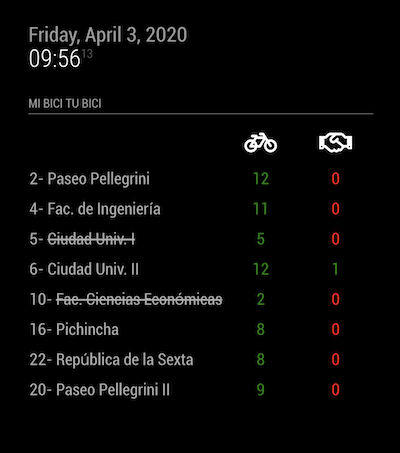 Friday, April 3, 2020
09:56 13
MI BICI TU BICI
2- Paseo Pellegrini 12 0
4- Fac. de Ingeniería 11 0
5- Ciudad Univ. I 5 0
6- Ciudad Univ. II 12 1
10- Fac. Ciencias Económicas 2 0
16- Pichincha 8 0
22- República de la Sexta 8 0
20- Paseo Pellegrini II 9 0